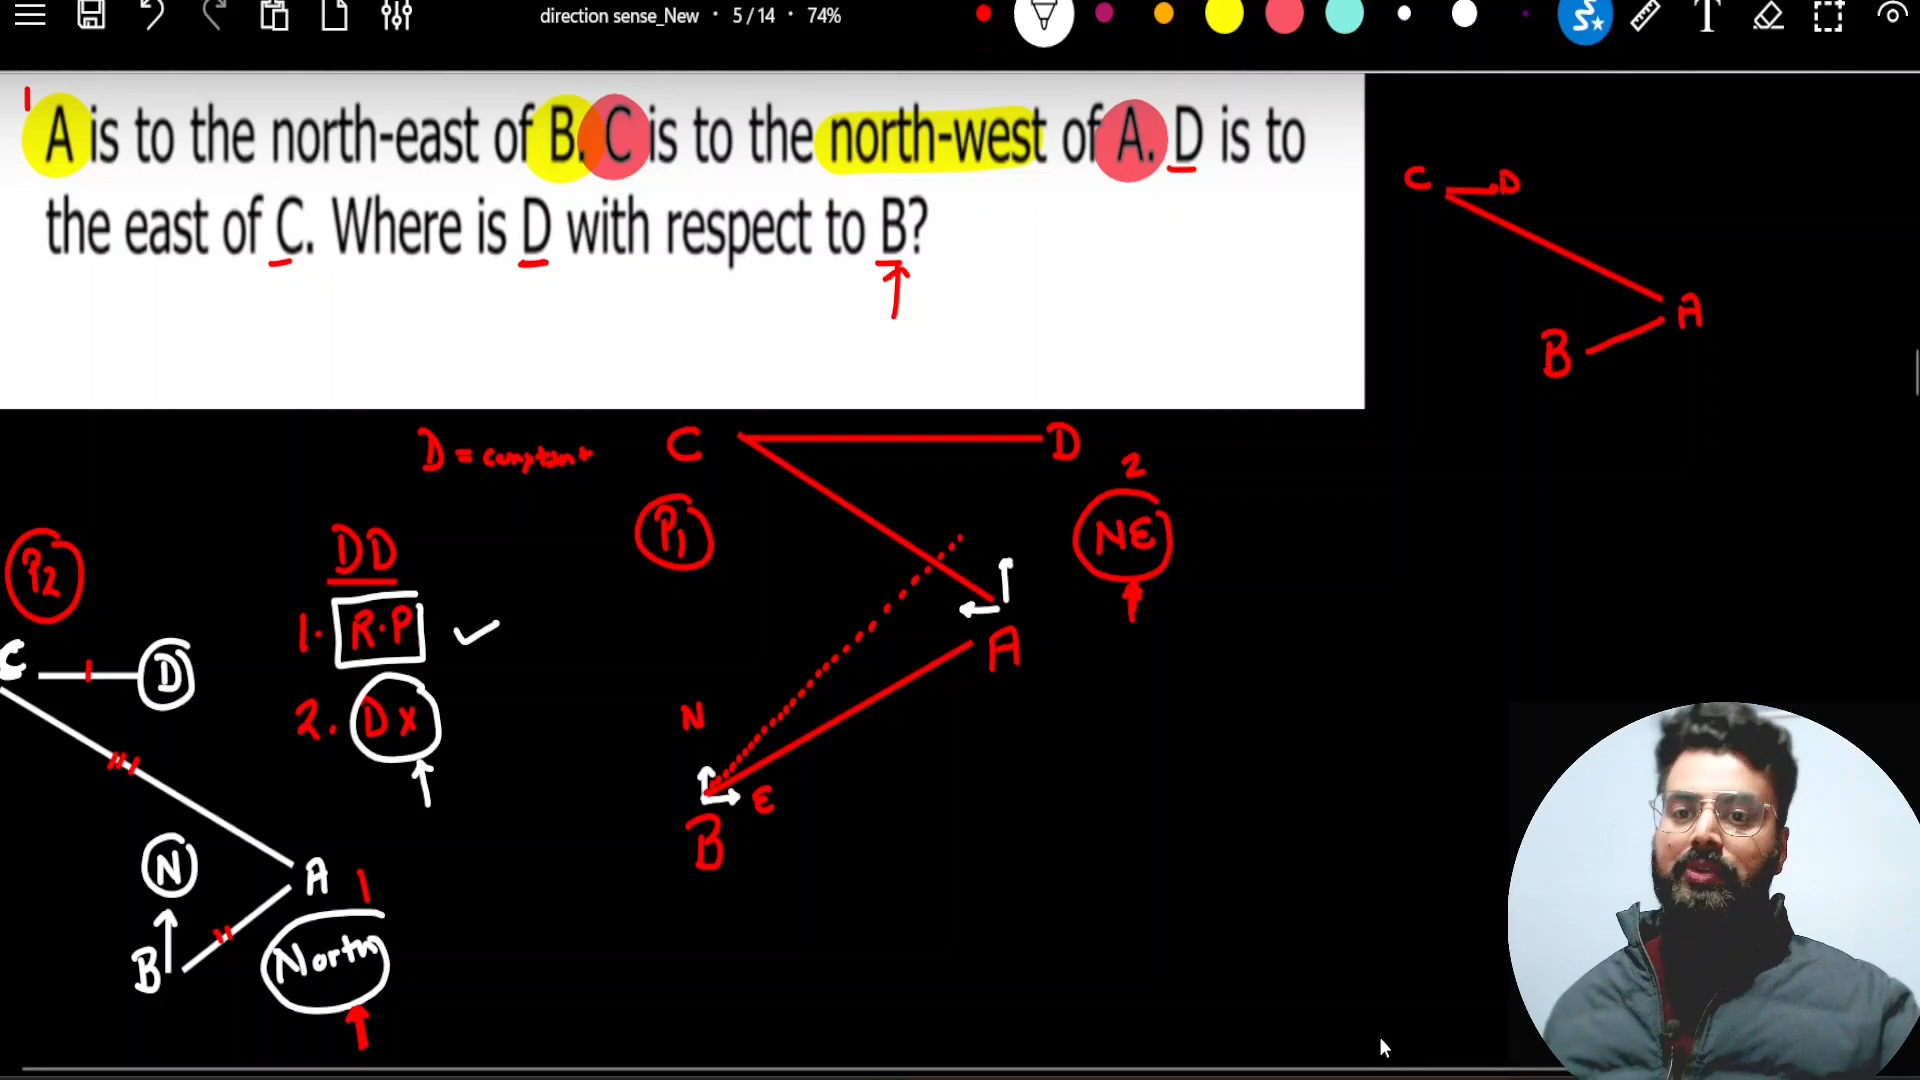 direction sense_New • 5 / 14 • 74%
1
A is to the north-east of B. C is to the north-west of A. D is to
the east of C. Where is D with respect to B?
C D
A
B
D = constant
C D
2
P1
NE
A
N
E
B
P2
DD
1. R.P
2. D x
C D
N
A 1
B
North